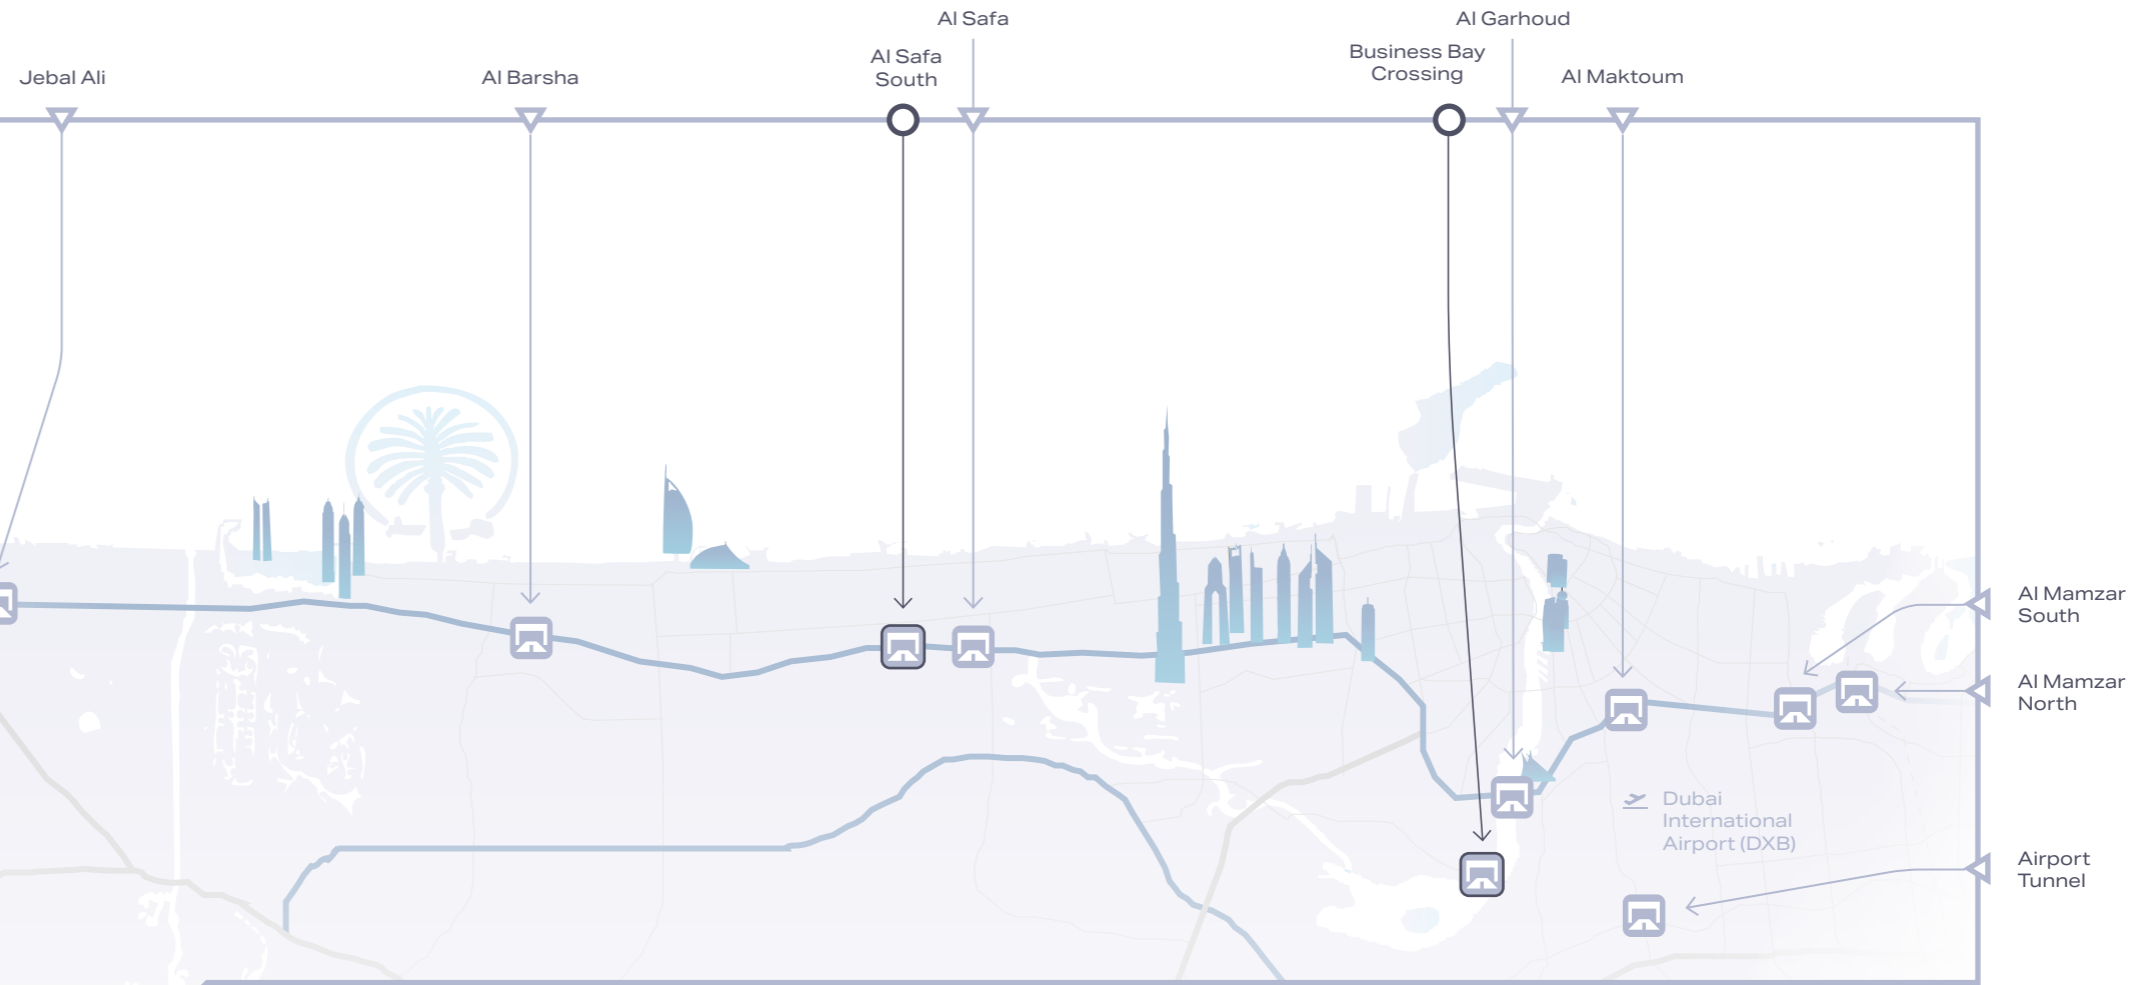 Al Safa
Al Garhoud
Jebal Ali
Al Barsha
Al Safa
South
Business Bay
Crossing
Al Maktoum
Al Mamzar
South
Al Mamzar
North
Dubai
International
Airport (DXB)
Airport
Tunnel